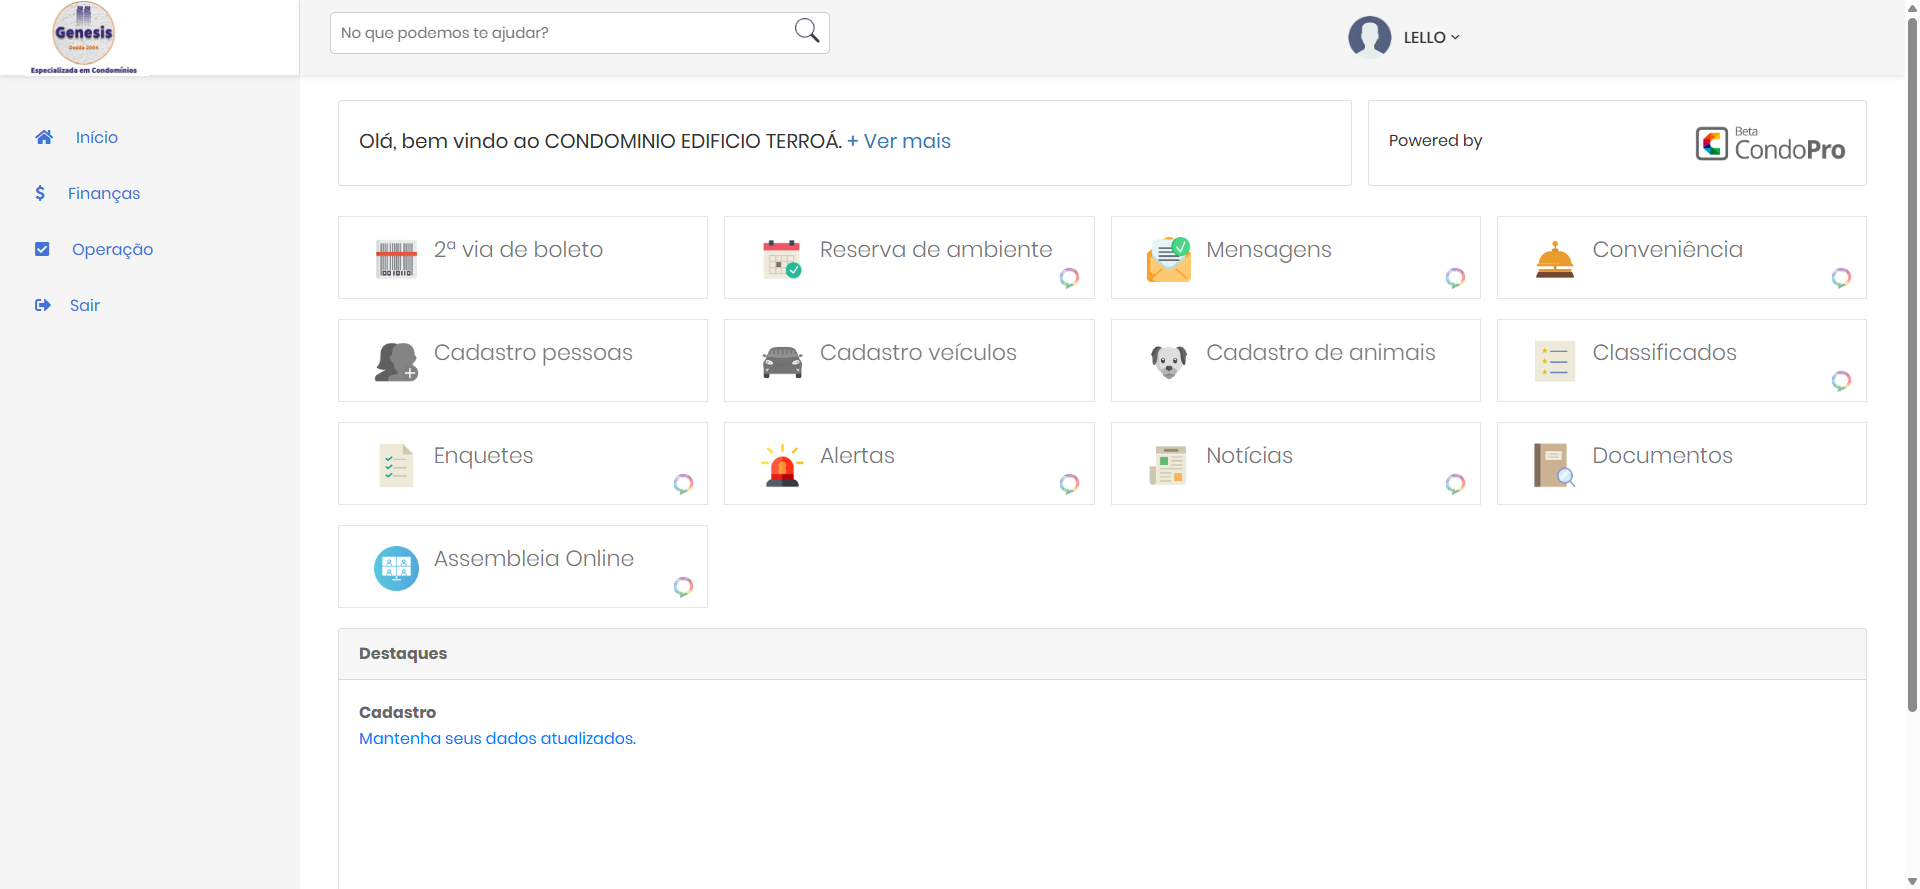 Genesis
Desde 2004
Especializada em Condomínios
No que podemos te ajudar?
LELLO
Início
Finanças
Operação
Sair
Olá, bem vindo ao CONDOMINIO EDIFICIO TERROÁ. + Ver mais
Powered by
Beta
CondoPro
2ª via de boleto
Reserva de ambiente
Mensagens
Conveniência
Cadastro pessoas
Cadastro veículos
Cadastro de animais
Classificados
Enquetes
Alertas
Notícias
Documentos
Assembleia Online
Destaques
Cadastro
Mantenha seus dados atualizados.